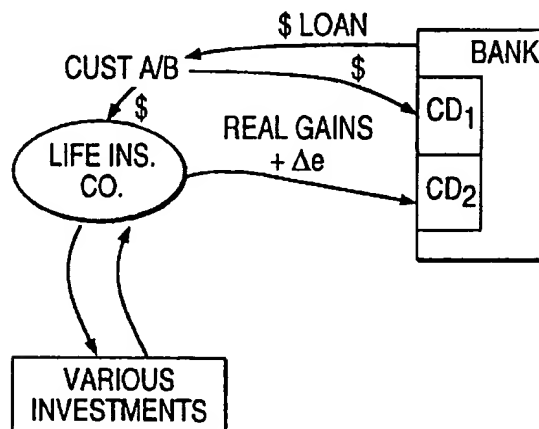 $ LOAN
BANK
CUST A/B
$
CD1
$
REAL GAINS
+ Δe
LIFE INS.
CO.
CD2
VARIOUS
INVESTMENTS